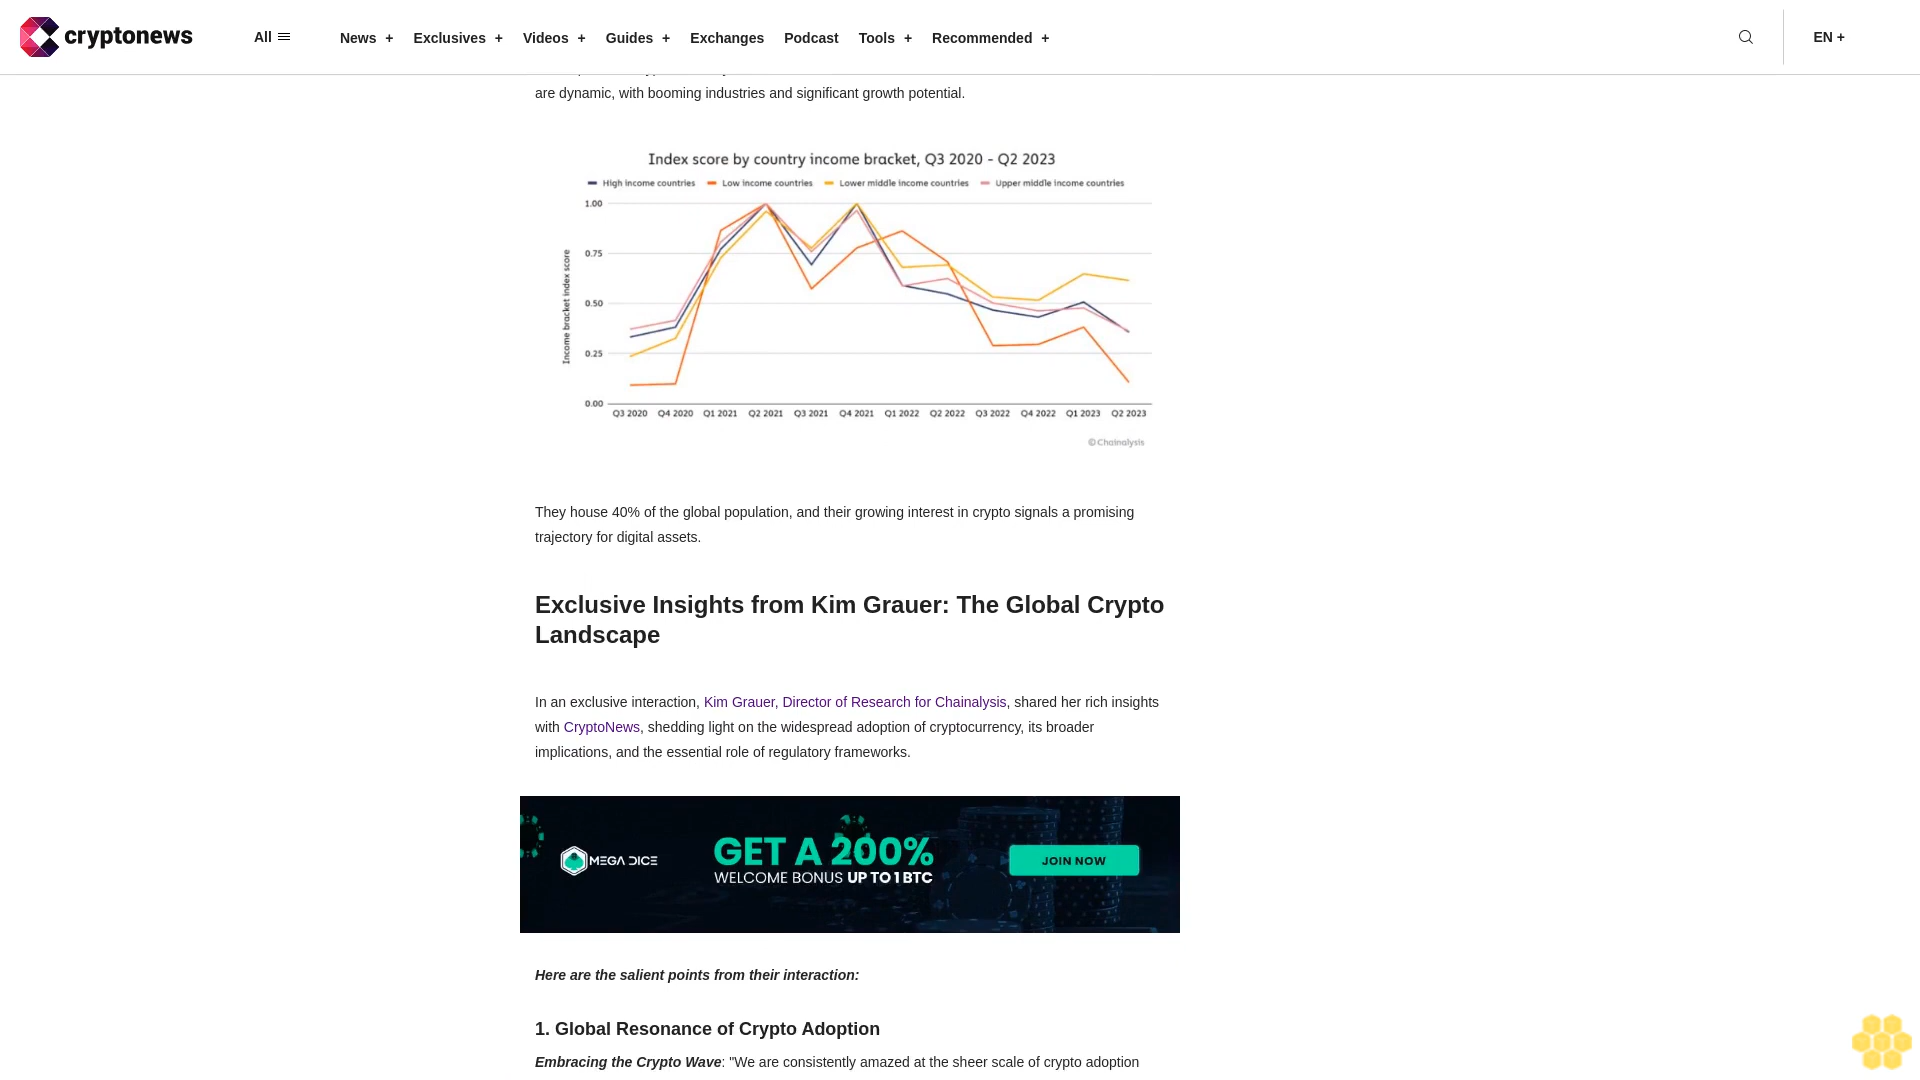 cryptonews
All
News +
Exclusives +
Videos +
Guides +
Exchanges
Podcast
Tools +
Recommended +
EN +
are dynamic, with booming industries and significant growth potential.
Index score by country income bracket, Q3 2020 - Q2 2023
High income countries
Low income countries
Lower middle income countries
Upper middle income countries
Income bracket index score
1.00
0.75
0.50
0.25
0.00
Q3 2020 Q4 2020 Q1 2021 Q2 2021 Q3 2021 Q4 2021 Q1 2022 Q2 2022 Q3 2022 Q4 2022 Q1 2023 Q2 2023
© Chainalysis
They house 40% of the global population, and their growing interest in crypto signals a promising
trajectory for digital assets.
Exclusive Insights from Kim Grauer: The Global Crypto
Landscape
In an exclusive interaction, Kim Grauer, Director of Research for Chainalysis, shared her rich insights
with CryptoNews, shedding light on the widespread adoption of cryptocurrency, its broader
implications, and the essential role of regulatory frameworks.
MEGA DICE
GET A 200%
WELCOME BONUS UP TO 1 BTC
JOIN NOW
Here are the salient points from their interaction:
1. Global Resonance of Crypto Adoption
Embracing the Crypto Wave: "We are consistently amazed at the sheer scale of crypto adoption